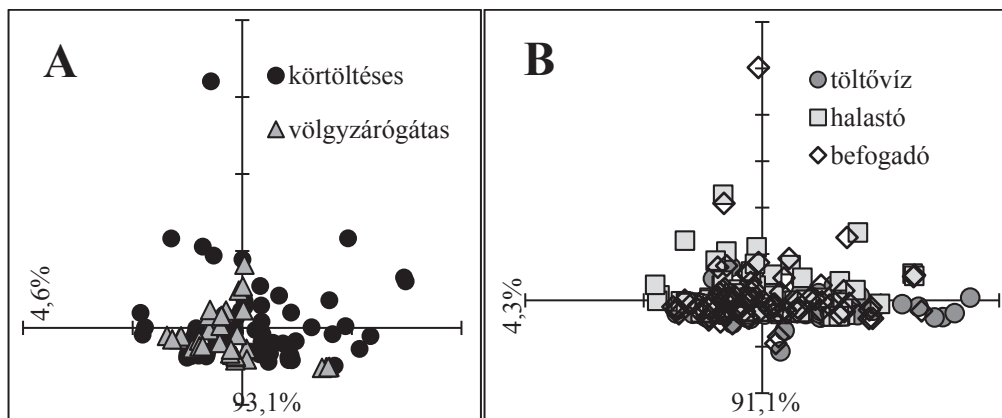 A
körtöltéses
völgyzárógátas
4,6%
93,1%
B
töltővíz
halastó
befogadó
4,3%
91,1%